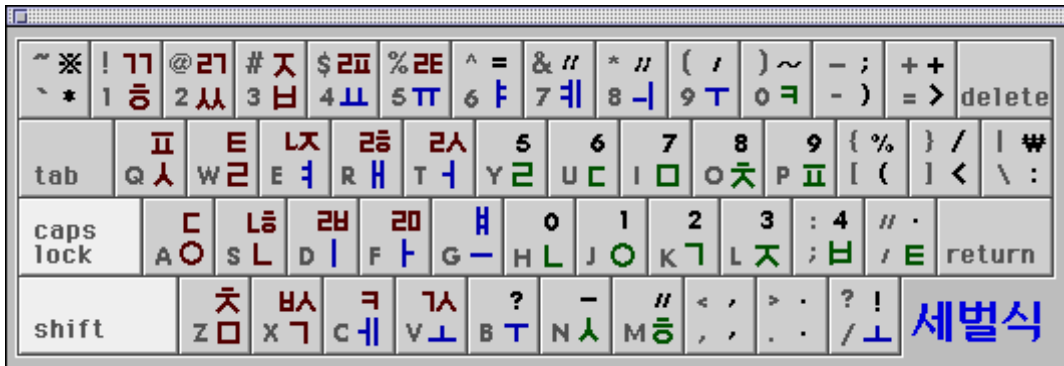 ~ ※ ! ㄲ @ ㄺ # ㅈ $ ㄿ % ㄾ ^ = & " * " ( ' ) ~ – ; + +
` * 1 ㅎ 2 ㅆ 3 ㅂ 4 ㅛ 5 ㅠ 6 ㅑ 7 ㅖ 8 ㅢ 9 ㅜ 0 ㅋ - ) = > delete
ㅍ ㅌ ㄵ ㅀ ㄽ 5 6 7 8 9 { % } / | ₩
tab Q ㅅ W ㄹ E ㅕ R ㅐ T ㅓ Y ㄹ U ㄷ I ㅁ O ㅊ P ㅍ [ ( ] < \ :
caps ㄷ ㄶ ㄼ ㄻ ㅒ 0 1 2 3 : 4 " ·
lock A ㅇ S ㄴ D ㅣ F ㅏ G ㅡ H ㄴ J ㅇ K ㄱ L ㅈ ; ㅂ ' ㅌ return
ㅊ ㅄ ㅋ ㄳ ? – " < , > . ? !
shift Z ㅁ X ㄱ C ㅔ V ㅗ B ㅜ N ㅅ M ㅎ , , . . / ㅗ 세벌식